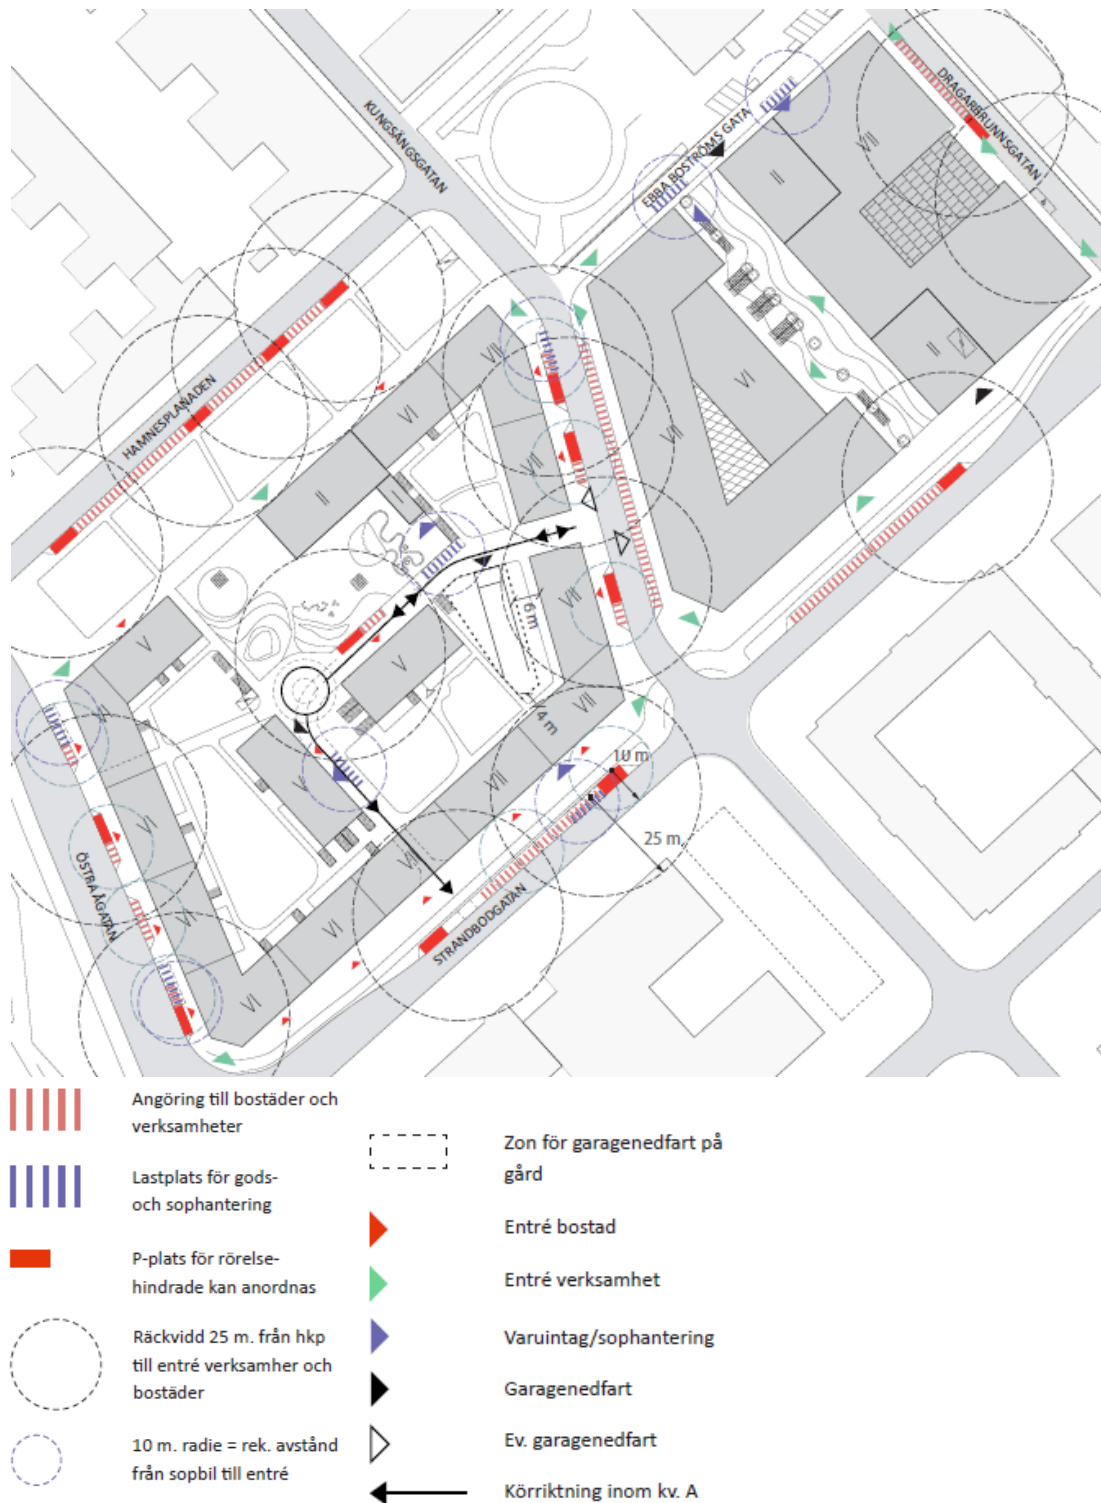 KUNGSÄNGSGATAN
DRAGARBRUNNSGATAN
EBBA BOSTRÖMS GATA
HAMNESPLANADEN
VII
II
VI
VII
II
VII
VI
II
I
VII
VII
V
V
V
VII
VII
VI
VI
VI
VI
VI
6 m
4 m
10 m
25 m
ÖSTRA ÅGATAN
STRANDBODGATAN
Angöring till bostäder och
verksamheter
Lastplats för gods-
och sophantering
P-plats för rörelse-
hindrade kan anordnas
Räckvidd 25 m. från hkp
till entré verksamher och
bostäder
10 m. radie = rek. avstånd
från sopbil till entré
Zon för garagenedfart på
gård
Entré bostad
Entré verksamhet
Varuintag/sophantering
Garagenedfart
Ev. garagenedfart
Körriktning inom kv. A